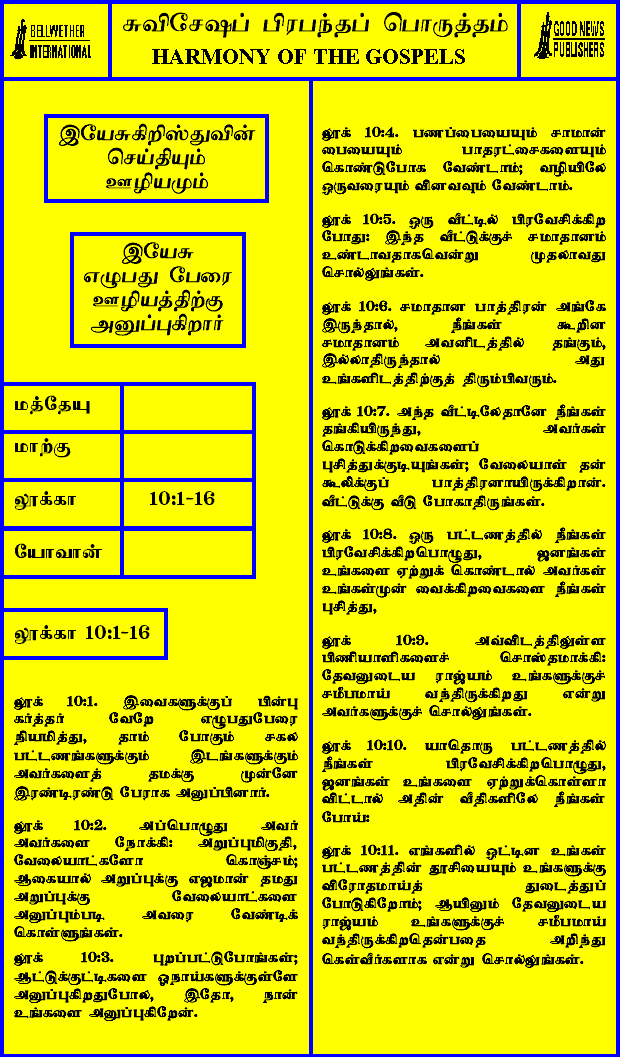 BELLWETHER
INTERNATIONAL
சுவிசேஷப் பிரபந்தப் பொருத்தம்
HARMONY OF THE GOSPELS
GOOD NEWS
PUBLISHERS
இயேசுகிறிஸ்துவின்
செய்தியும்
ஊழியமும்
இயேசு
எழுபது பேரை
ஊழியத்திற்கு
அனுப்புகிறார்
மத்தேயு
மாற்கு
லூக்கா 10:1-16
யோவான்
லூக்கா 10:1-16
லூக் 10:1. இவைகளுக்குப் பின்பு
கர்த்தர் வேறே எழுபதுபேரை
நியமித்து, தாம் போகும் சகல
பட்டணங்களுக்கும் இடங்களுக்கும்
அவர்களைத் தமக்கு முன்னே
இரண்டிரண்டு பேராக அனுப்பினார்.
லூக் 10:2. அப்பொழுது அவர்
அவர்களை நோக்கி: அறுப்புமிகுதி,
வேலையாட்களோ கொஞ்சம்;
ஆகையால் அறுப்புக்கு எஜமான் தமது
அறுப்புக்கு வேலையாட்களை
அனுப்பும்படி அவரை வேண்டிக்
கொள்ளுங்கள்.
லூக் 10:3. புறப்பட்டுபோங்கள்;
ஆட்டுக்குட்டிகளை ஓநாய்களுக்குள்ளே
அனுப்புகிறதுபோல, இதோ, நான்
உங்களை அனுப்புகிறேன்.
லூக் 10:4. பணப்பையையும் சாமான்
பையையும் பாதரட்சைகளையும்
கொண்டுபோக வேண்டாம்; வழியிலே
ஒருவரையும் வினவவும் வேண்டாம்.
லூக் 10:5. ஒரு வீட்டில் பிரவேசிக்கிற
போது: இந்த வீட்டுக்குச் சமாதானம்
உண்டாவதாகவென்று முதலாவது
சொல்லுங்கள்.
லூக் 10:6. சமாதான பாத்திரன் அங்கே
இருந்தால், நீங்கள் கூறின
சமாதானம் அவனிடத்தில் தங்கும்,
இல்லாதிருந்தால் அது
உங்களிடத்திற்குத் திரும்பிவரும்.
லூக் 10:7. அந்த வீட்டிலேதானே நீங்கள்
தங்கியிருந்து, அவர்கள்
கொடுக்கிறவைகளைப்
புசித்துக்குடியுங்கள்; வேலையாள் தன்
கூலிக்குப் பாத்திரனாயிருக்கிறான்.
வீட்டுக்கு வீடு போகாதிருங்கள்.
லூக் 10:8. ஒரு பட்டணத்தில் நீங்கள்
பிரவேசிக்கிறபொழுது, ஜனங்கள்
உங்களை ஏற்றுக் கொண்டால் அவர்கள்
உங்கள்முன் வைக்கிறவைகளை நீங்கள்
புசித்து,
லூக் 10:9. அவ்விடத்திலுள்ள
பிணியாளிகளைச் சொஸ்தமாக்கி:
தேவனுடைய ராஜ்யம் உங்களுக்குச்
சமீபமாய் வந்திருக்கிறது என்று
அவர்களுக்குச் சொல்லுங்கள்.
லூக் 10:10. யாதொரு பட்டணத்தில்
நீங்கள் பிரவேசிக்கிறபொழுது,
ஜனங்கள் உங்களை ஏற்றுக்கொள்ளா
விட்டால் அதின் வீதிகளிலே நீங்கள்
போய்:
லூக் 10:11. எங்களில் ஒட்டின உங்கள்
பட்டணத்தின் தூசியையும் உங்களுக்கு
விரோதமாய்த் துடைத்துப்
போடுகிறோம்; ஆயினும் தேவனுடைய
ராஜ்யம் உங்களுக்குச் சமீபமாய்
வந்திருக்கிறதென்பதை அறிந்து
கெள்வீர்களாக என்று சொல்லுங்கள்.